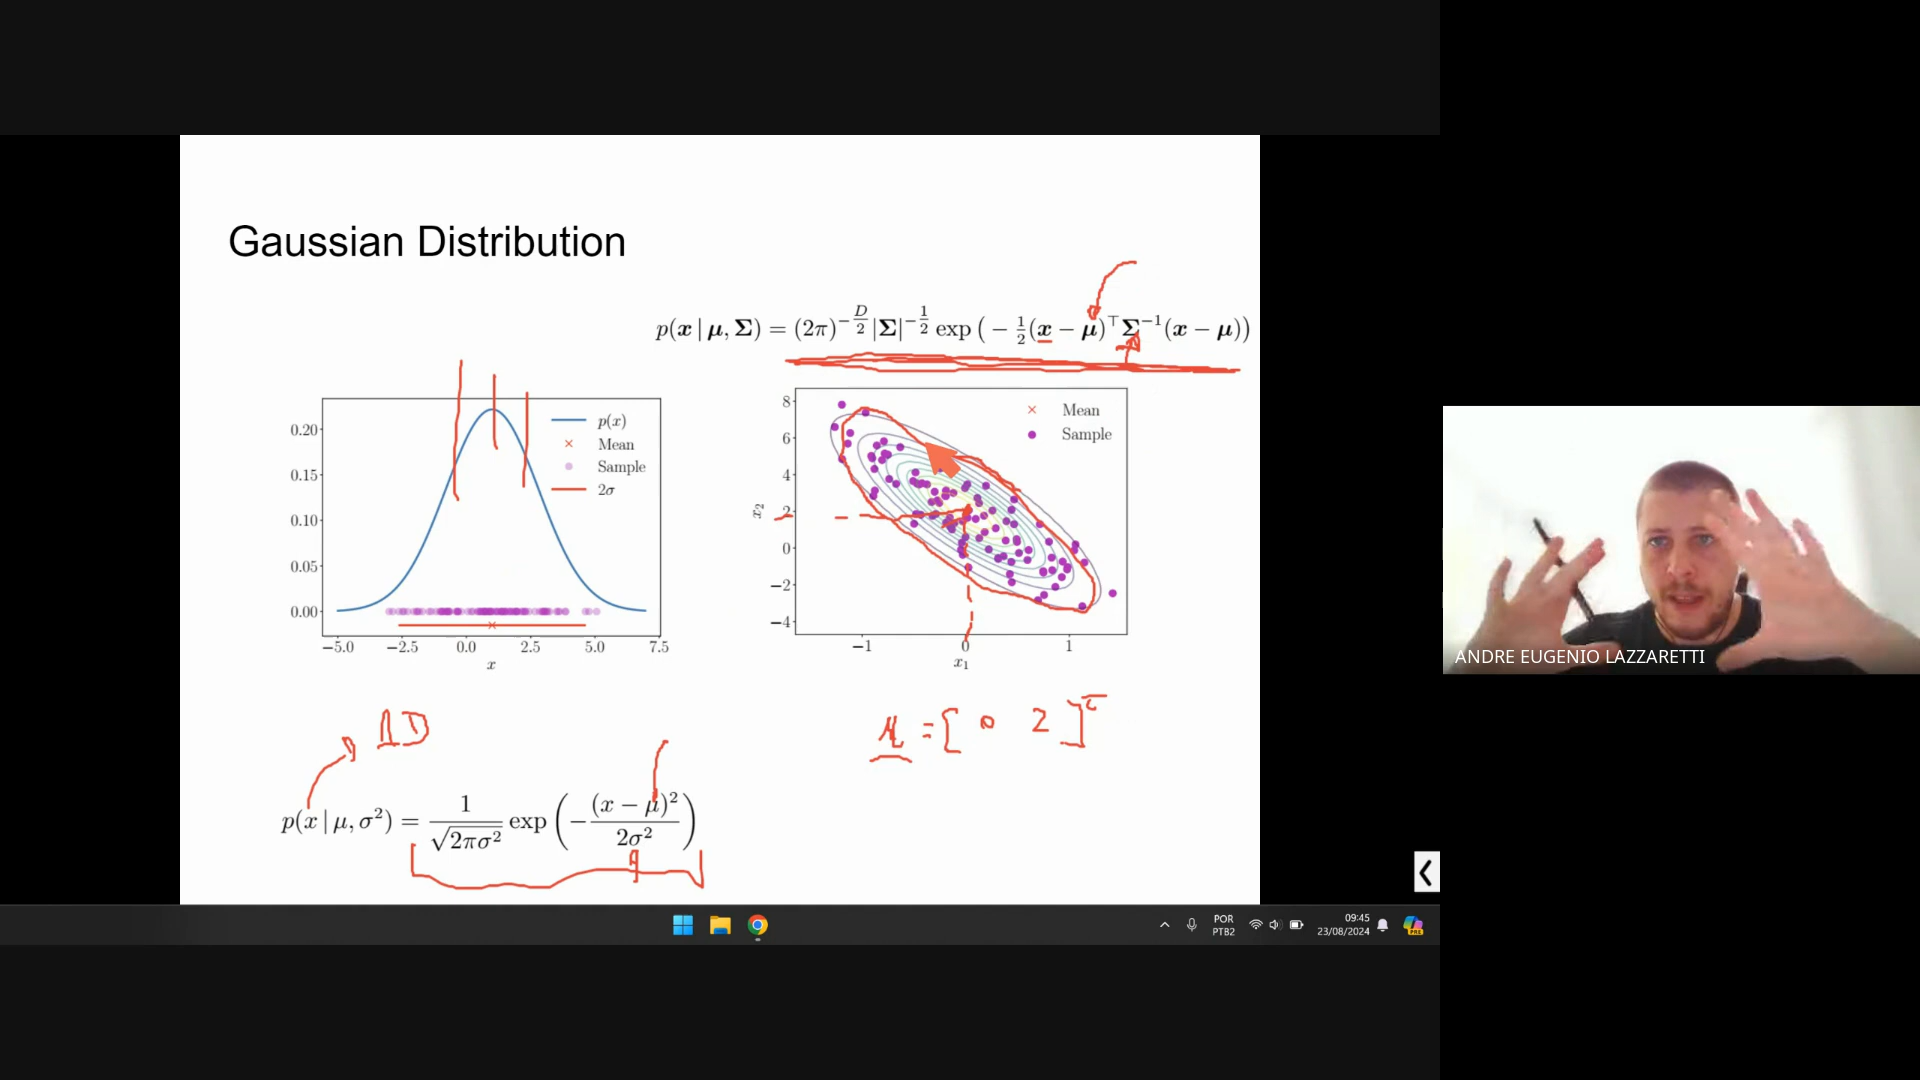 Gaussian Distribution
p(x | μ, Σ) = (2π)^{-D/2} |Σ|^{-1/2} exp ( - 1/2 (x - μ)^⊤ Σ^{-1} (x - μ))
0.20
0.15
0.10
0.05
0.00
p(x)
Mean
Sample
2σ
−5.0 −2.5 0.0 2.5 5.0 7.5
x
8
6
4
2
0
−2
−4
x₂
Mean
Sample
−1 0 1
x₁
1D
μ = [ 0 2 ]^T
p(x | μ, σ²) = 1/√(2πσ²) exp ( − (x − μ)²/2σ² )
ANDRE EUGENIO LAZZARETTI
POR
PTB2
09:45
23/08/2024
PRE